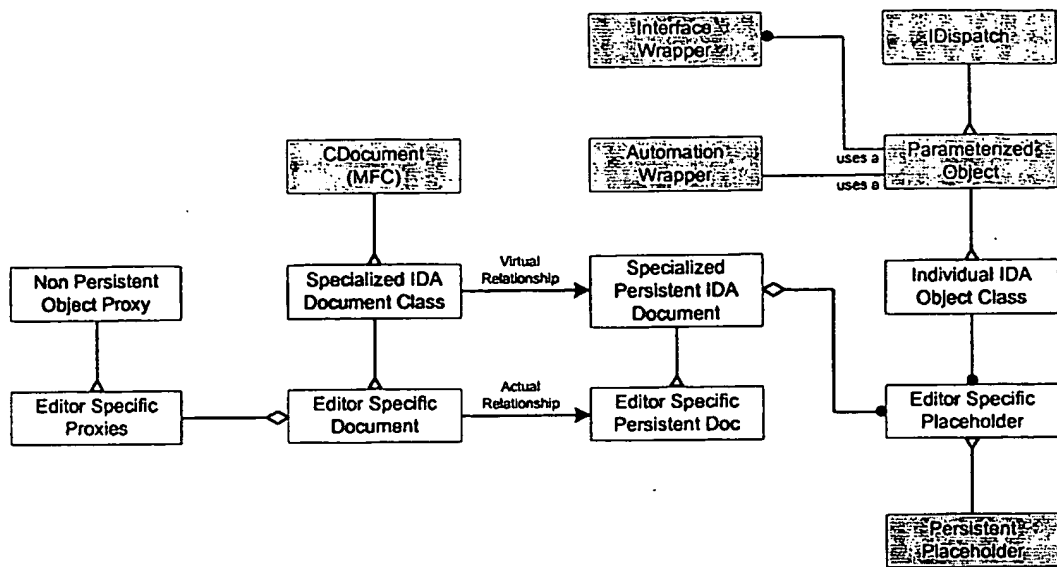 Interface
Wrapper
IDispatch
CDocument
(MFC)
Automation
Wrapper
uses a
uses a
Parameterized
Object
Non Persistent
Object Proxy
Specialized IDA
Document Class
Virtual
Relationship
Specialized
Persistent IDA
Document
Individual IDA
Object Class
Editor Specific
Proxies
Editor Specific
Document
Actual
Relationship
Editor Specific
Persistent Doc
Editor Specific
Placeholder
Persistent
Placeholder